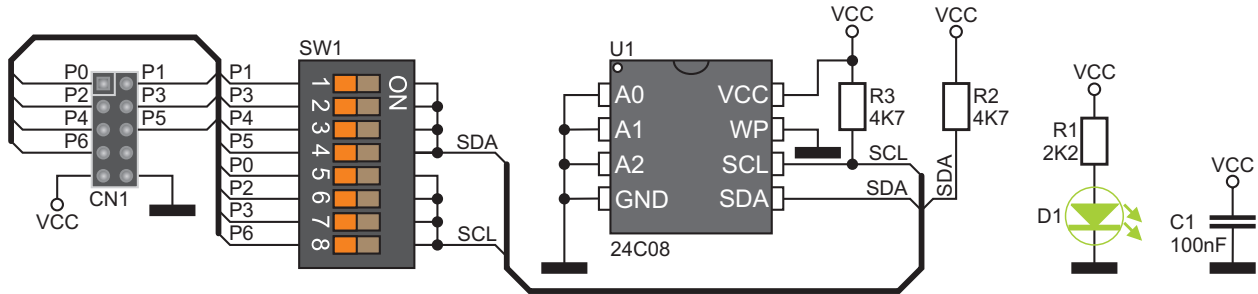 VCC
VCC
SW1
U1
P0
P1
P1
1
ON
VCC
P2
P3
P3
2
A0
VCC
R3
4K7
R2
4K7
P4
P5
P4
3
A1
WP
R1
2K2
P6
P5
4
SDA
A2
SCL
SCL
SDA
P0
5
VCC
CN1
P2
6
GND
SDA
SDA
VCC
P3
7
D1
C1
100nF
P6
8
SCL
24C08